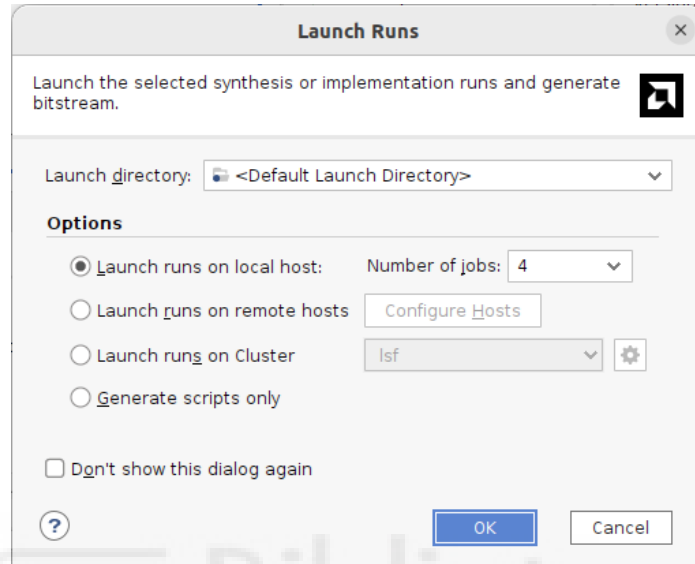 Launch Runs
Launch the selected synthesis or implementation runs and generate
bitstream.
Launch directory: <Default Launch Directory>
Options
Launch runs on local host: Number of jobs: 4
Launch runs on remote hosts Configure Hosts
Launch runs on Cluster lsf
Generate scripts only
Don't show this dialog again
? OK Cancel